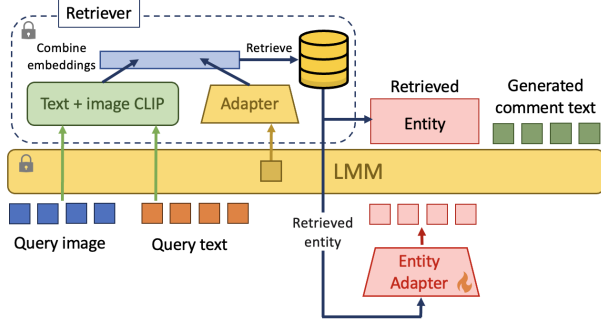 Retriever
Combine
embeddings
Retrieve
Text + image CLIP
Adapter
Retrieved
Entity
Generated
comment text
LMM
Query image
Query text
Retrieved
entity
Entity
Adapter